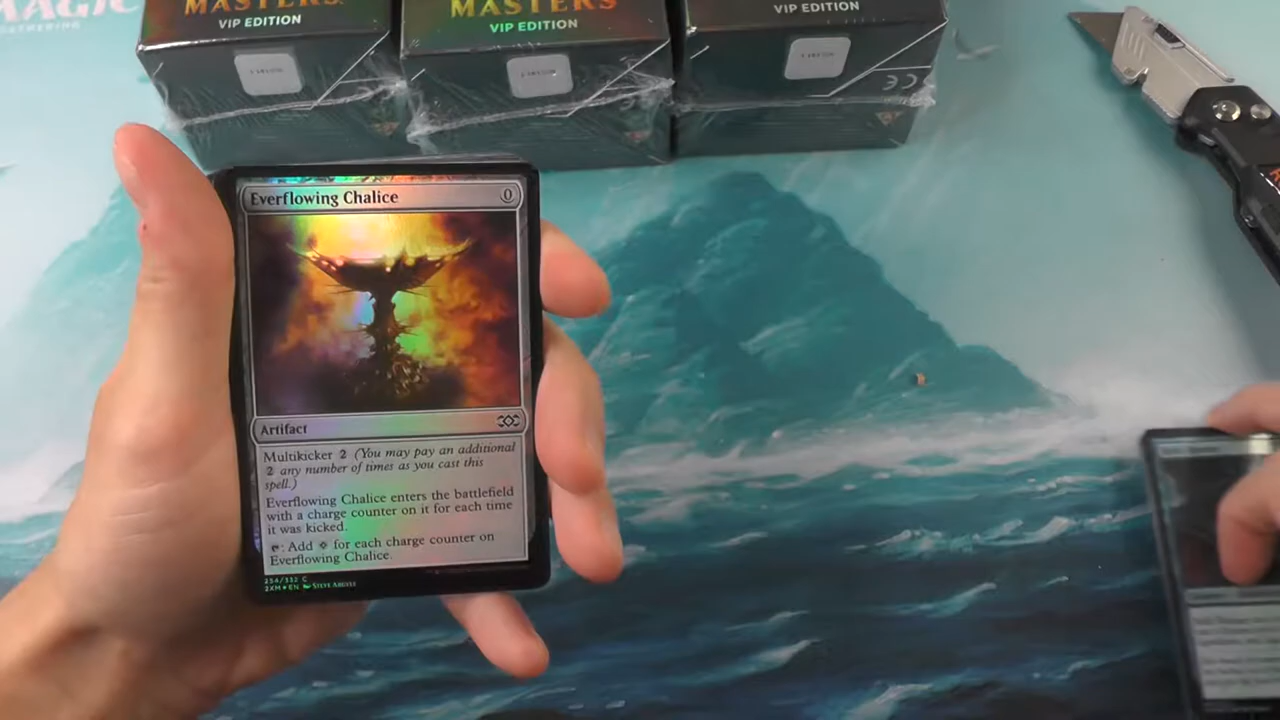 MAGIC
GATHERING
MASTERS
VIP EDITION
MASTERS
VIP EDITION
VIP EDITION
Everflowing Chalice 0
Artifact
Multikicker 2 (You may pay an additional
2 any number of times as you cast this
spell.)
Everflowing Chalice enters the battlefield
with a charge counter on it for each time
it was kicked.
: Add for each charge counter on
Everflowing Chalice.
254/332 C
2XM EN Steve Argyle